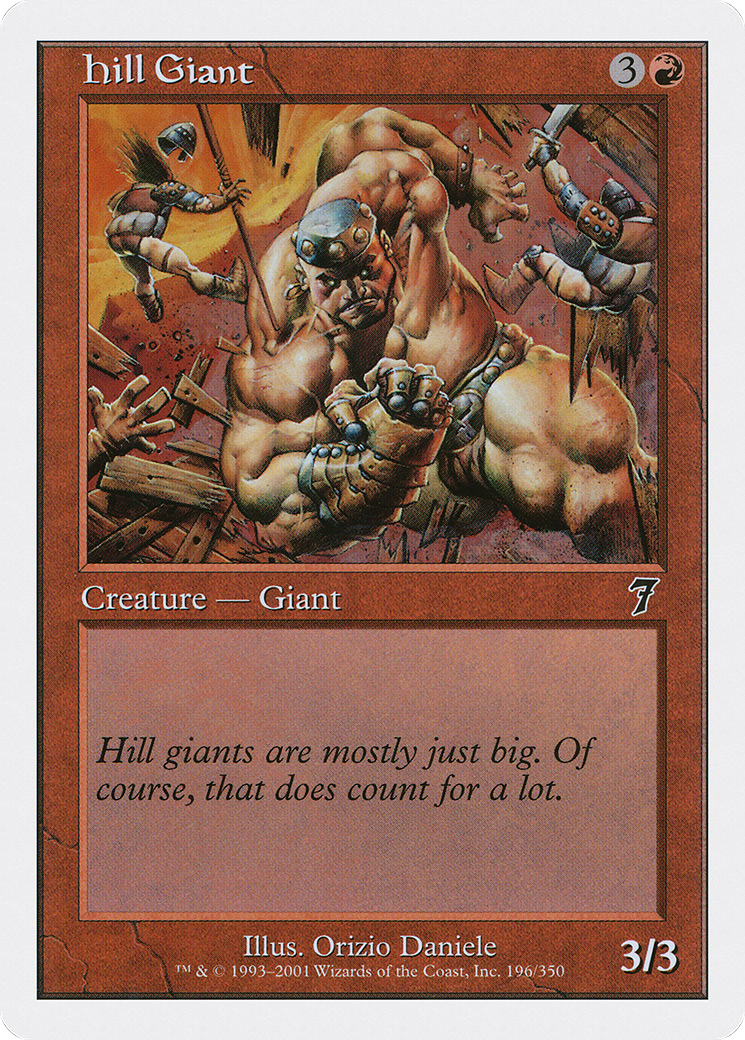 Hill Giant
3
Creature — Giant
7
Hill giants are mostly just big. Of
course, that does count for a lot.
Illus. Orizio Daniele
™ & © 1993–2001 Wizards of the Coast, Inc. 196/350
3/3